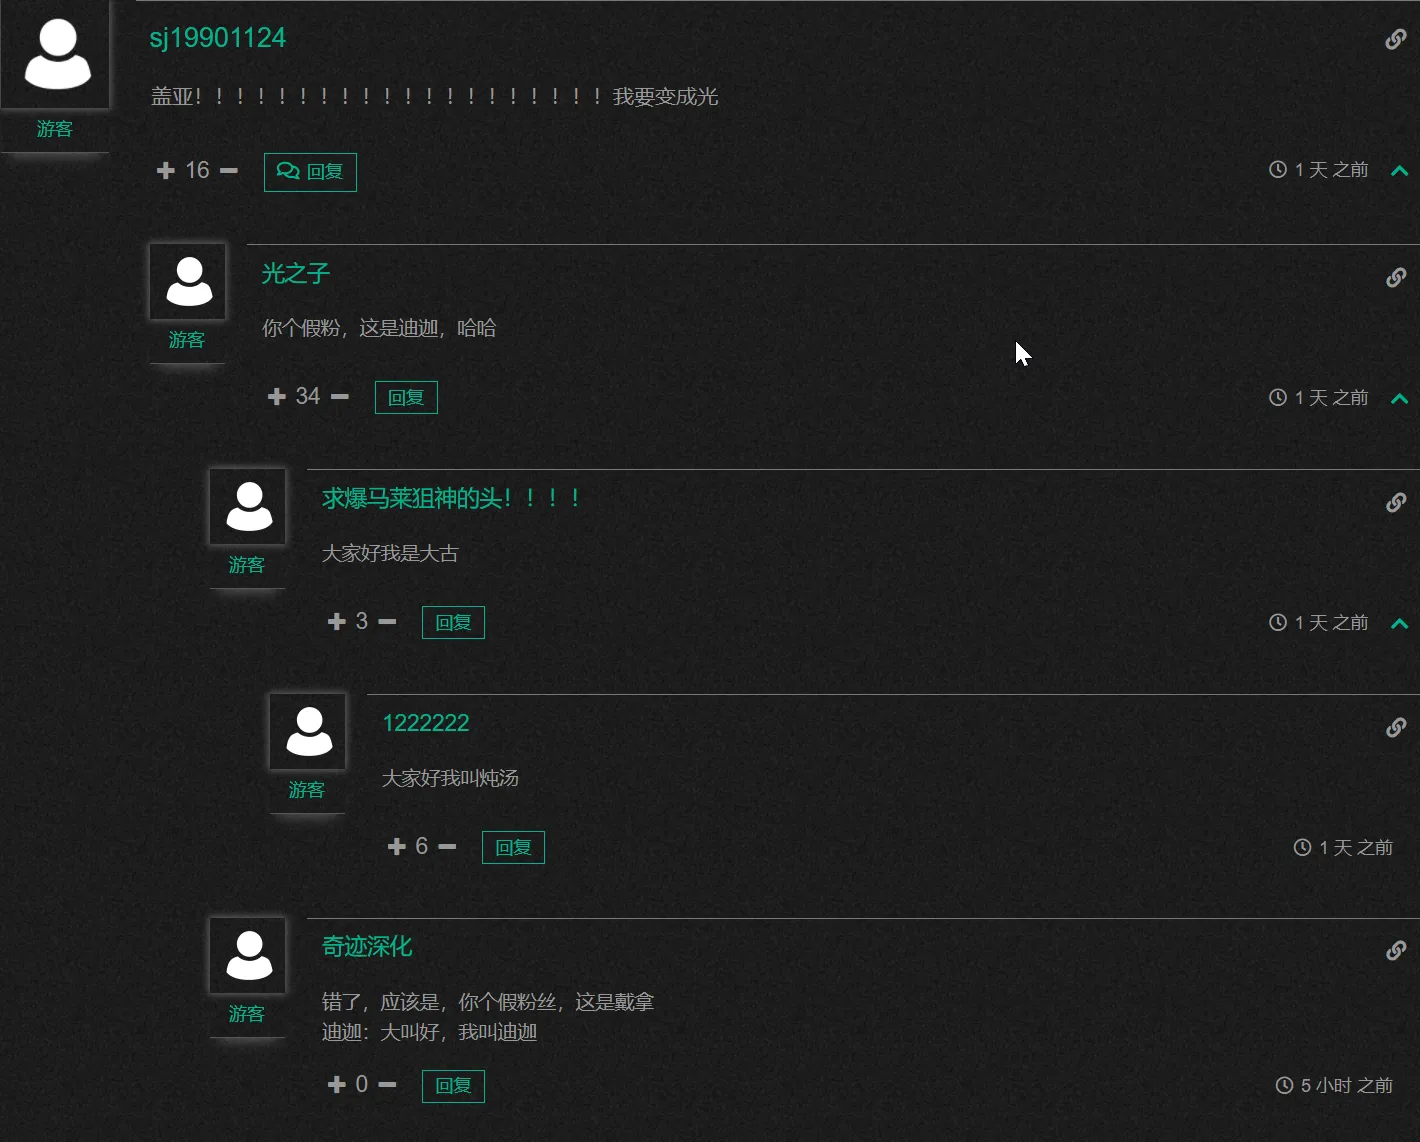 sj19901124
盖亚！！！！！！！！！！！！！！！！！！！！我要变成光
游客
16 回复 1 天 之前
光之子
你个假粉，这是迪迦，哈哈
游客
34 回复 1 天 之前
求爆马莱狙神的头！！！！
大家好我是大古
游客
3 回复 1 天 之前
1222222
大家好我叫炖汤
游客
6 回复 1 天 之前
奇迹深化
错了，应该是，你个假粉丝，这是戴拿
游客
迪迦：大叫好，我叫迪迦
0 回复 5 小时 之前